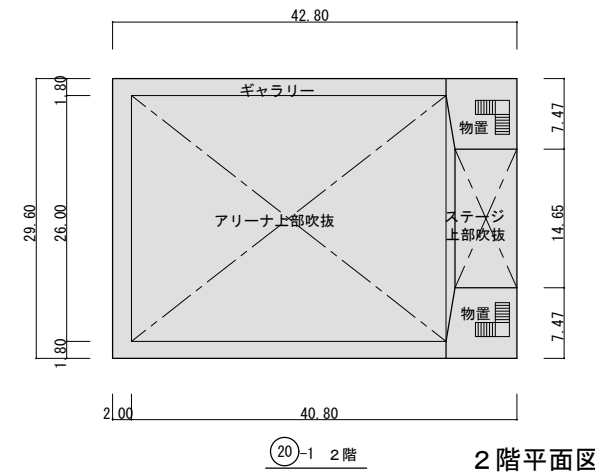 42.80
1.80
ギャラリー
7.47
物置
29.60
26.00
アリーナ上部吹抜
ステージ
上部吹抜
14.65
物置
7.47
1.80
2.00
40.80
20-1 2階
2階平面図